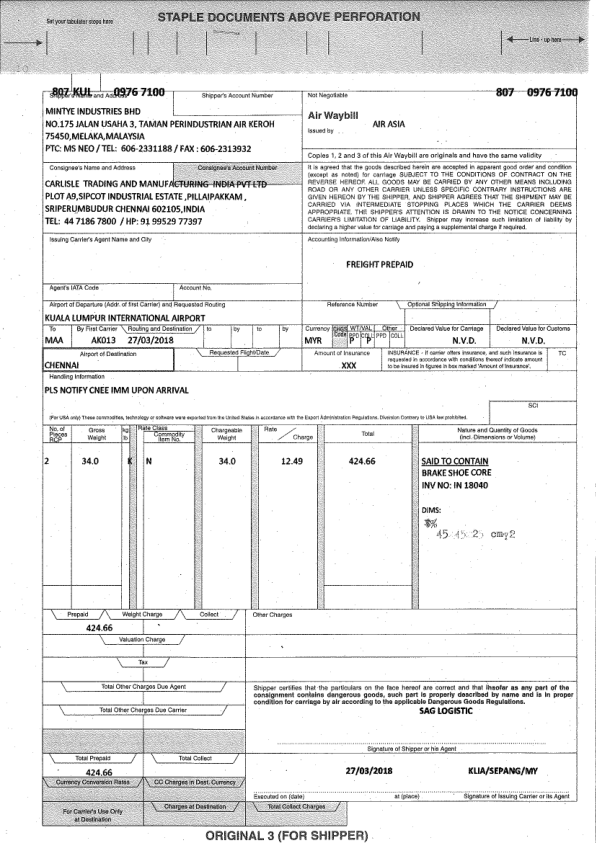 STAPLE DOCUMENTS ABOVE PERFORATION
Set your tabulator stops here
Line - up here
807 KUL 0976 7100
807 0976 7100
Shipper's Name and Address
Shipper's Account Number
Not Negotiable
MINTYE INDUSTRIES BHD
NO.175 JALAN USAHA 3, TAMAN PERINDUSTRIAN AIR KEROH
75450,MELAKA,MALAYSIA
PTC: MS NEO / TEL: 606-2331188 / FAX : 606-2313932
Air Waybill
Issued by
AIR ASIA
Copies 1, 2 and 3 of this Air Waybill are originals and have the same validity
Consignee's Name and Address
Consignee's Account Number
CARLISLE TRADING AND MANUFACTURING INDIA PVT LTD
PLOT A9,SIPCOT INDUSTRIAL ESTATE ,PILLAIPAKKAM ,
SRIPERUMBUDUR CHENNAI 602105,INDIA
TEL: 44 7186 7800 / HP: 91 99529 77397
It is agreed that the goods described herein are accepted in apparent good order and condition
(except as noted) for carriage SUBJECT TO THE CONDITIONS OF CONTRACT ON THE
REVERSE HEREOF. ALL GOODS MAY BE CARRIED BY ANY OTHER MEANS INCLUDING
ROAD OR ANY OTHER CARRIER UNLESS SPECIFIC CONTRARY INSTRUCTIONS ARE
GIVEN HEREON BY THE SHIPPER, AND SHIPPER AGREES THAT THE SHIPMENT MAY BE
CARRIED VIA INTERMEDIATE STOPPING PLACES WHICH THE CARRIER DEEMS
APPROPRIATE. THE SHIPPER'S ATTENTION IS DRAWN TO THE NOTICE CONCERNING
CARRIER'S LIMITATION OF LIABILITY. Shipper may increase such limitation of liability by
declaring a higher value for carriage and paying a supplemental charge if required.
Issuing Carrier's Agent Name and City
Accounting Information/Also Notify
FREIGHT PREPAID
Agent's IATA Code
Account No.
Airport of Departure (Addr. of first Carrier) and Requested Routing
Reference Number
Optional Shipping Information
KUALA LUMPUR INTERNATIONAL AIRPORT
To
By First Carrier
Routing and Destination
to
by
to
by
Currency
CHGS Code
WT/VAL
Other
PPD
COLL
PPD
COLL
Declared Value for Carriage
Declared Value for Customs
MAA AK013 27/03/2018
MYR P P
N.V.D. N.V.D.
Airport of Destination
Requested Flight/Date
Amount of Insurance
INSURANCE - If carrier offers insurance, and such insurance is
requested in accordance with conditions thereof indicate amount
to be insured in figures in box marked 'Amount of Insurance'.
TC
CHENNAI
XXX
Handling Information
PLS NOTIFY CNEE IMM UPON ARRIVAL
SCI
(For USA only) These commodities, technology or software were exported from the United States in accordance with the Export Administration Regulations. Diversion Contrary to USA law prohibited.
No. of Pieces RCP
Gross Weight
kg lb
Rate Class
Commodity Item No.
Chargeable Weight
Rate / Charge
Total
Nature and Quantity of Goods
(Incl. Dimensions or Volume)
2 34.0 K N 34.0 12.49 424.66
SAID TO CONTAIN
BRAKE SHOE CORE
INV NO: IN 18040
DIMS:
45 45 25 cm/2
Prepaid
Weight Charge
Collect
Other Charges
424.66
Valuation Charge
Tax
Total Other Charges Due Agent
Total Other Charges Due Carrier
Shipper certifies that the particulars on the face hereof are correct and that insofar as any part of the
consignment contains dangerous goods, such part is properly described by name and is in proper
condition for carriage by air according to the applicable Dangerous Goods Regulations.
SAG LOGISTIC
Signature of Shipper or his Agent
Total Prepaid
Total Collect
424.66
27/03/2018 KLIA/SEPANG/MY
Currency Conversion Rates
CC Charges in Dest. Currency
Executed on (date)
at (place)
Signature of Issuing Carrier or its Agent
For Carrier's Use Only
at Destination
Charges at Destination
Total Collect Charges
ORIGINAL 3 (FOR SHIPPER)